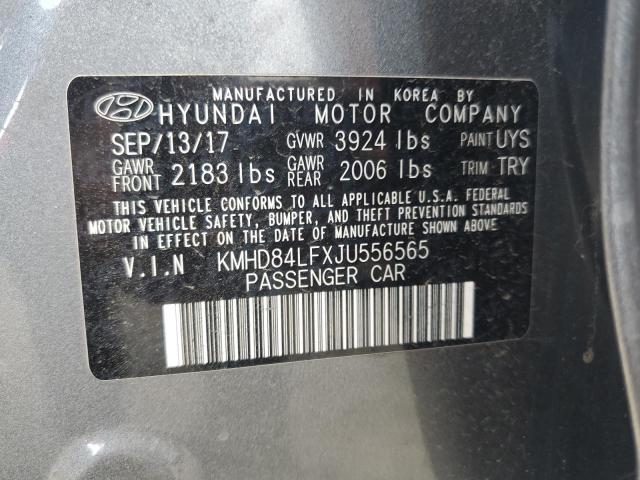 MANUFACTURED IN KOREA BY
HYUNDAI MOTOR COMPANY
SEP/13/17 GVWR 3924 lbs PAINT UYS
GAWR FRONT 2183 lbs GAWR REAR 2006 lbs TRIM TRY
THIS VEHICLE CONFORMS TO ALL APPLICABLE U.S.A. FEDERAL
MOTOR VEHICLE SAFETY, BUMPER, AND THEFT PREVENTION STANDARDS
IN EFFECT ON THE DATE OF MANUFACTURE SHOWN ABOVE.
V.I.N KMHD84LFXJU556565
PASSENGER CAR